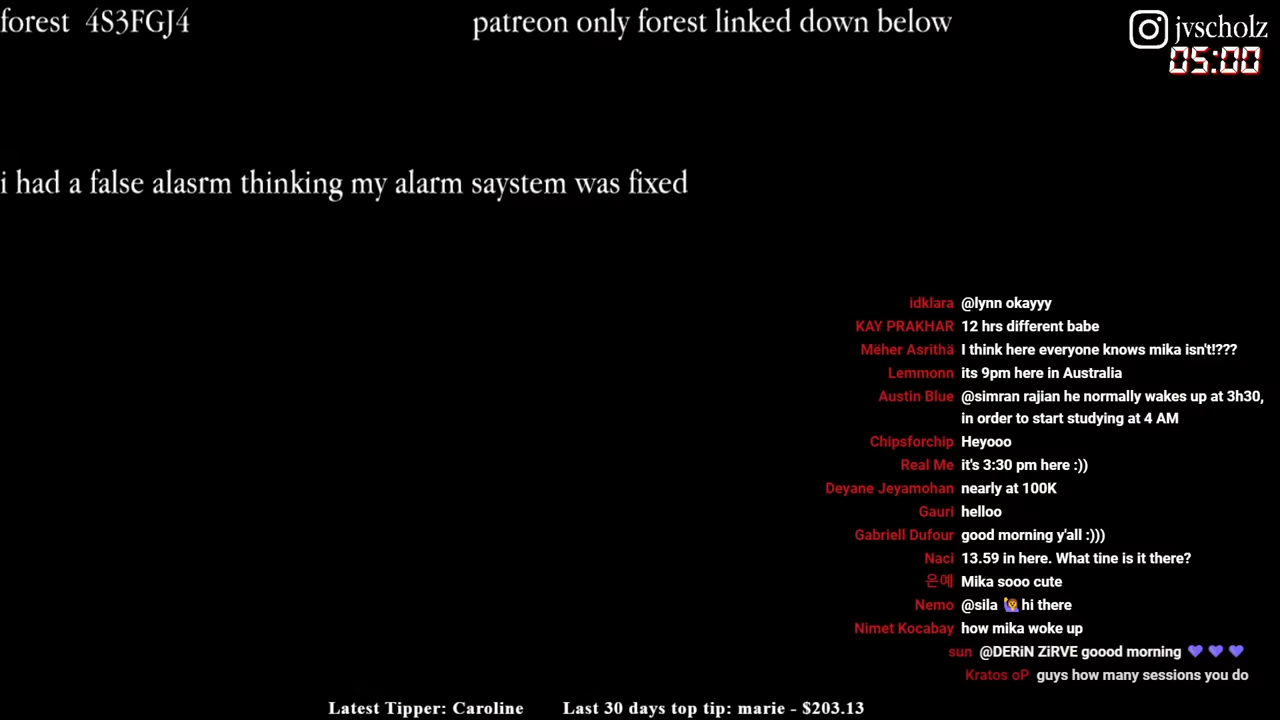 forest 4S3FGJ4
patreon only forest linked down below
jvscholz
05:00
i had a false alasrm thinking my alarm saystem was fixed
idklara @lynn okayyy
KAY PRAKHAR 12 hrs different babe
Mëher Asrithä I think here everyone knows mika isn't!???
Lemmonn its 9pm here in Australia
Austin Blue @simran rajian he normally wakes up at 3h30,
in order to start studying at 4 AM
Chipsforchip Heyooo
Real Me it's 3:30 pm here :))
Deyane Jeyamohan nearly at 100K
Gauri helloo
Gabriell Dufour good morning y'all :)))
Naci 13.59 in here. What tine is it there?
은예 Mika sooo cute
Nemo @sila 🙋 hi there
Nimet Kocabay how mika woke up
sun @DERiN ZiRVE goood morning 💜 💜 💜
Kratos oP guys how many sessions you do
Latest Tipper: Caroline Last 30 days top tip: marie - $203.13